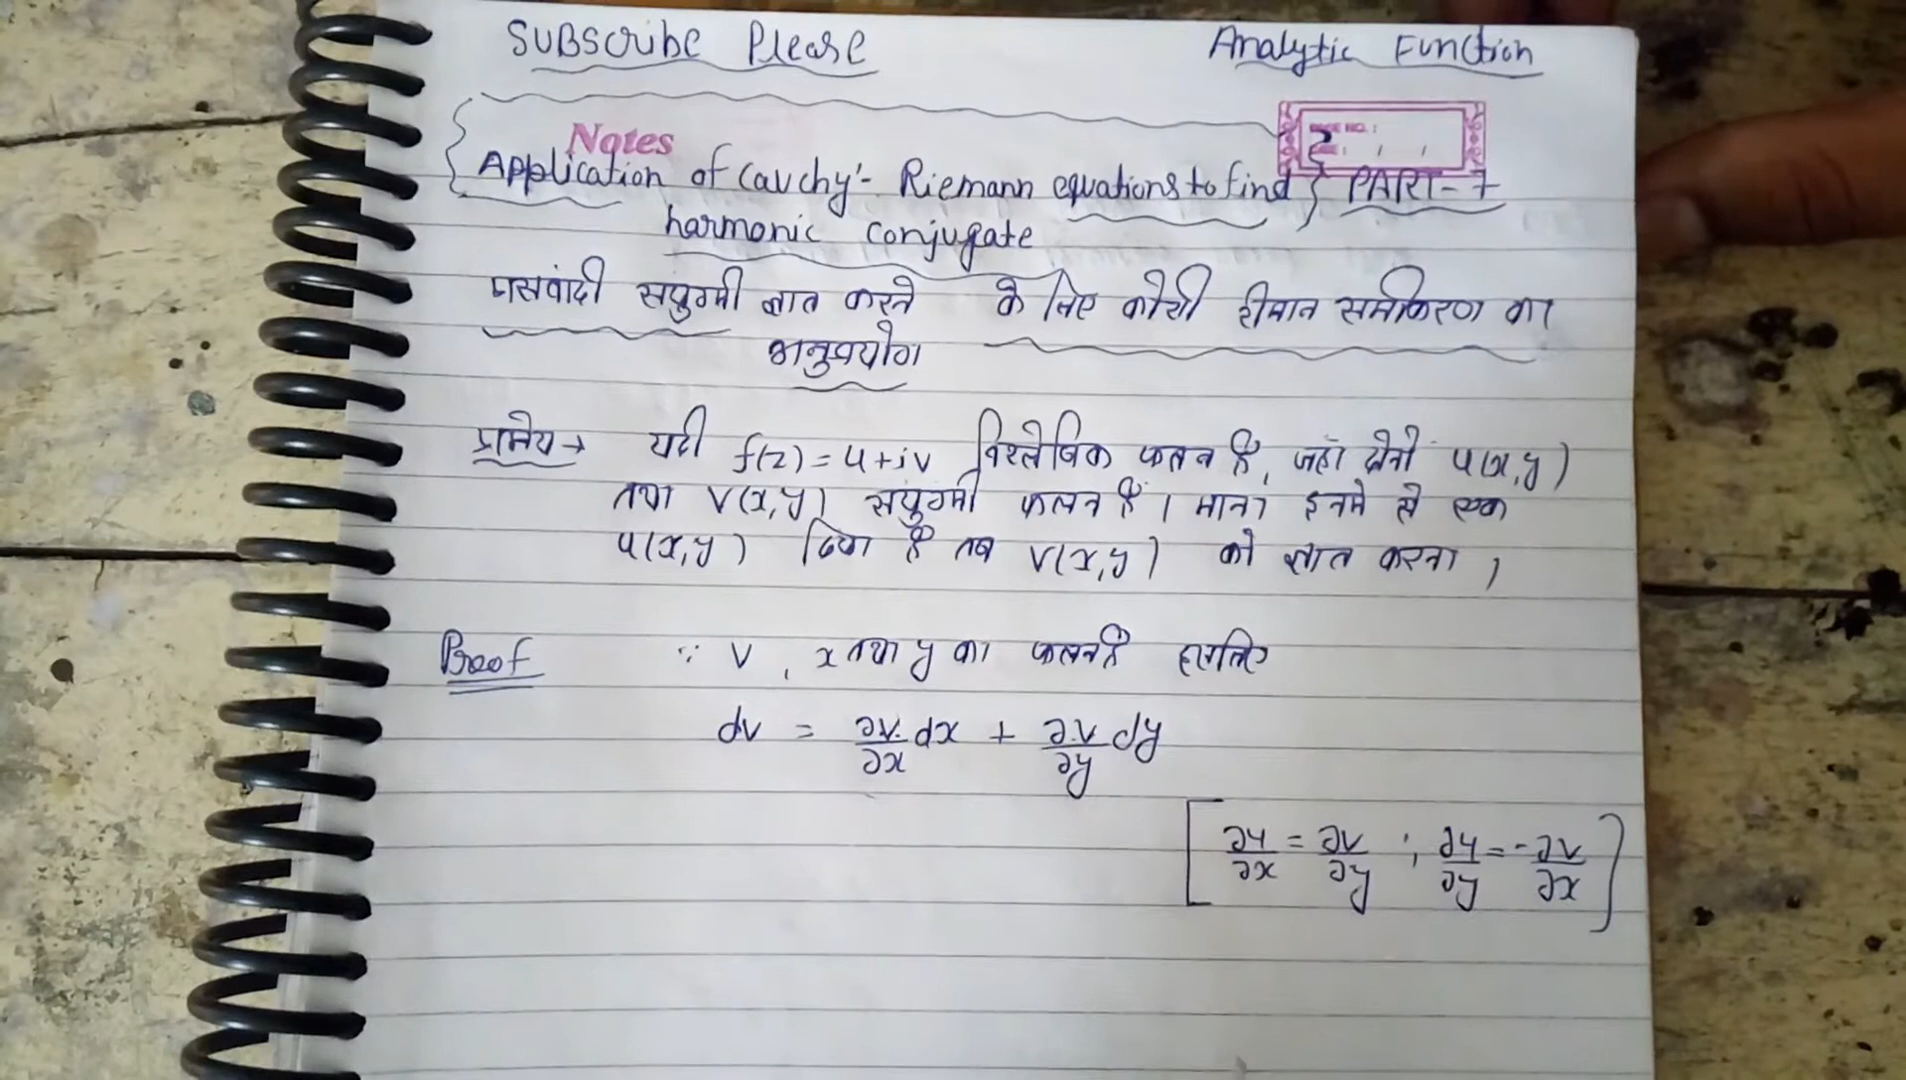 Subscribe Please
Analytic Function
Notes
PAGE NO.:
Application of Cauchy'- Riemann equations to find } PART-7
harmonic conjugate
प्रसंवादी संयुग्मी ज्ञात करने के लिए कोशी रीमान समीकरण का
अनुप्रयोग
प्रमेय → यदी f(z) = u+iv विश्लेषिक फलन है, जहाँ दोनो u(x,y)
तथा v(x,y) संयुग्मी फलन है। माना इनमे से एक
u(x,y) दिया है तब v(x,y) को ज्ञात करना।
Proof ∵ v, x तथा y का फलन है इसलिए
dv = ∂v/∂x dx + ∂v/∂y dy
[∂u/∂x = ∂v/∂y ; ∂u/∂y = -∂v/∂x]